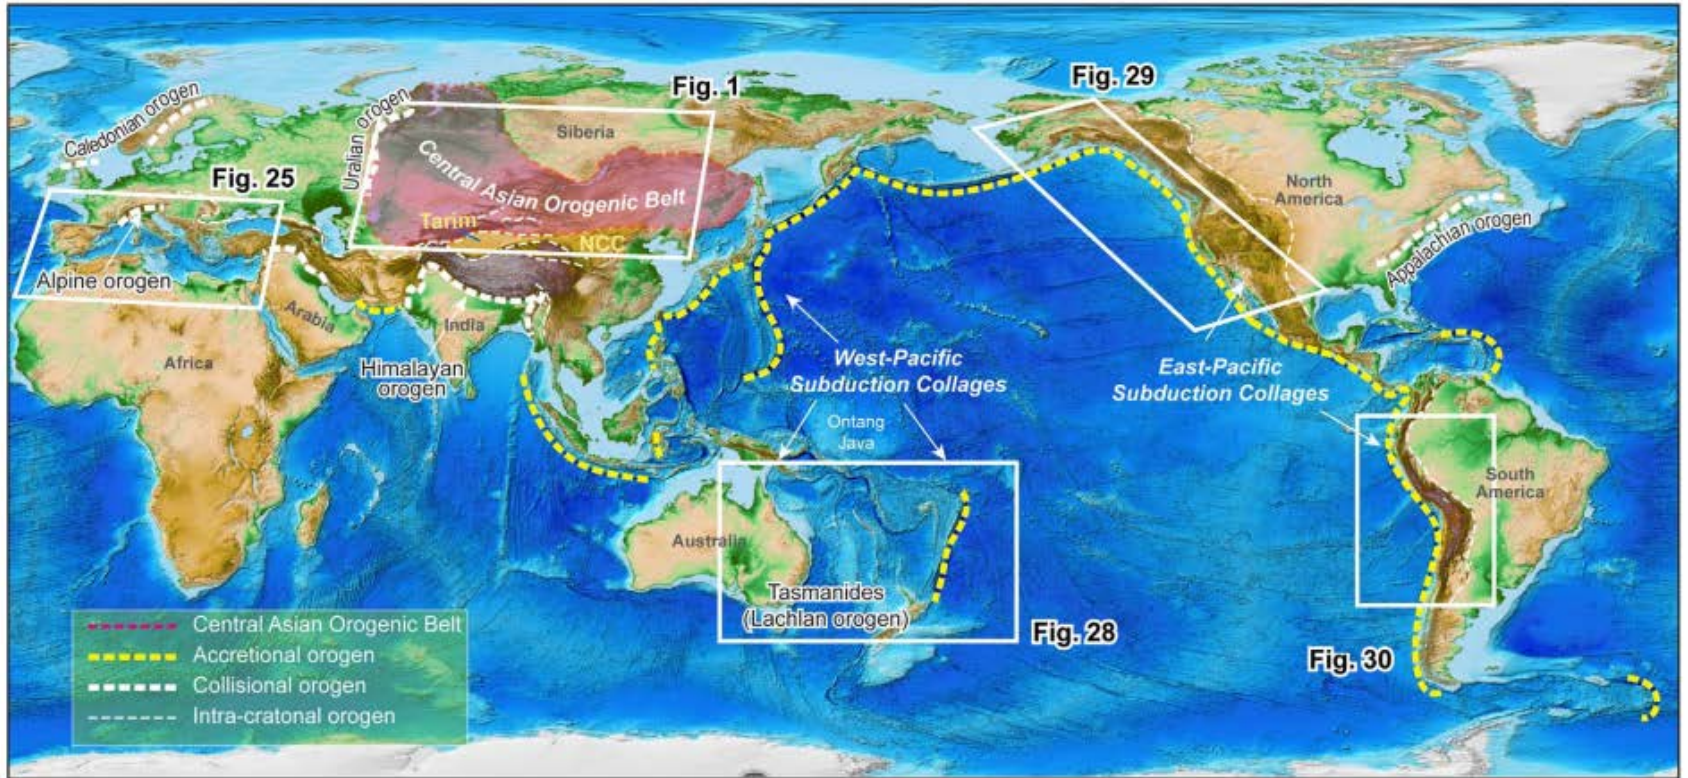 Fig. 1
Fig. 29
Caledonian orogen
Uralian orogen
Siberia
Central Asian Orogenic Belt
Fig. 25
North
America
Tarim
NCC
Appalachian orogen
Alpine orogen
Arabia
India
Africa
Himalayan
orogen
West-Pacific
Subduction Collages
East-Pacific
Subduction Collages
Ontang
Java
South
America
Australia
Tasmanides
(Lachlan orogen)
Fig. 28
Fig. 30
Central Asian Orogenic Belt
Accretional orogen
Collisional orogen
Intra-cratonal orogen